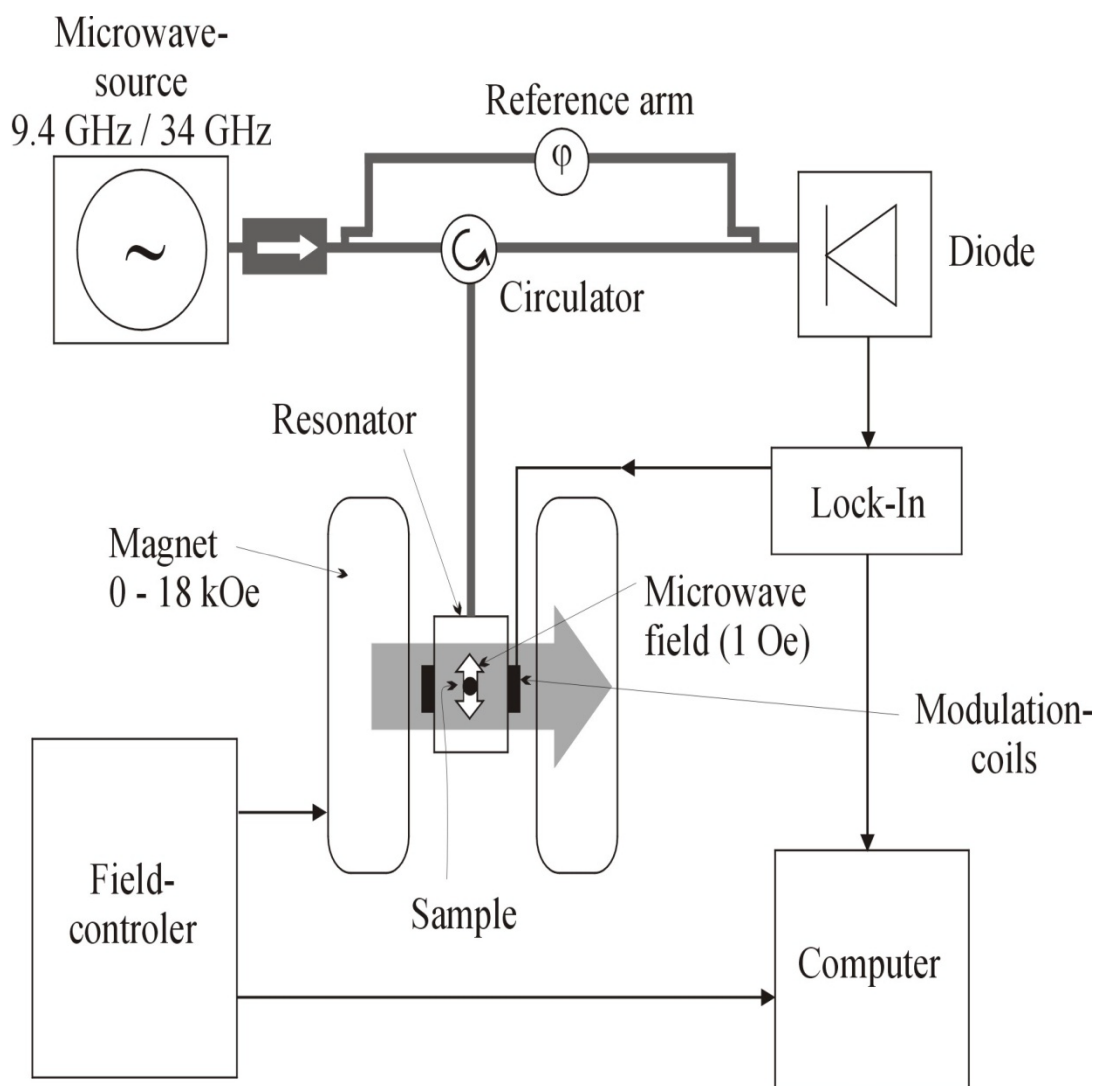 Microwave-
source
9.4 GHz / 34 GHz
~
Reference arm
φ
Diode
Circulator
Resonator
Lock-In
Magnet
0 - 18 kOe
Microwave
field (1 Oe)
Modulation-
coils
Field-
controler
Sample
Computer